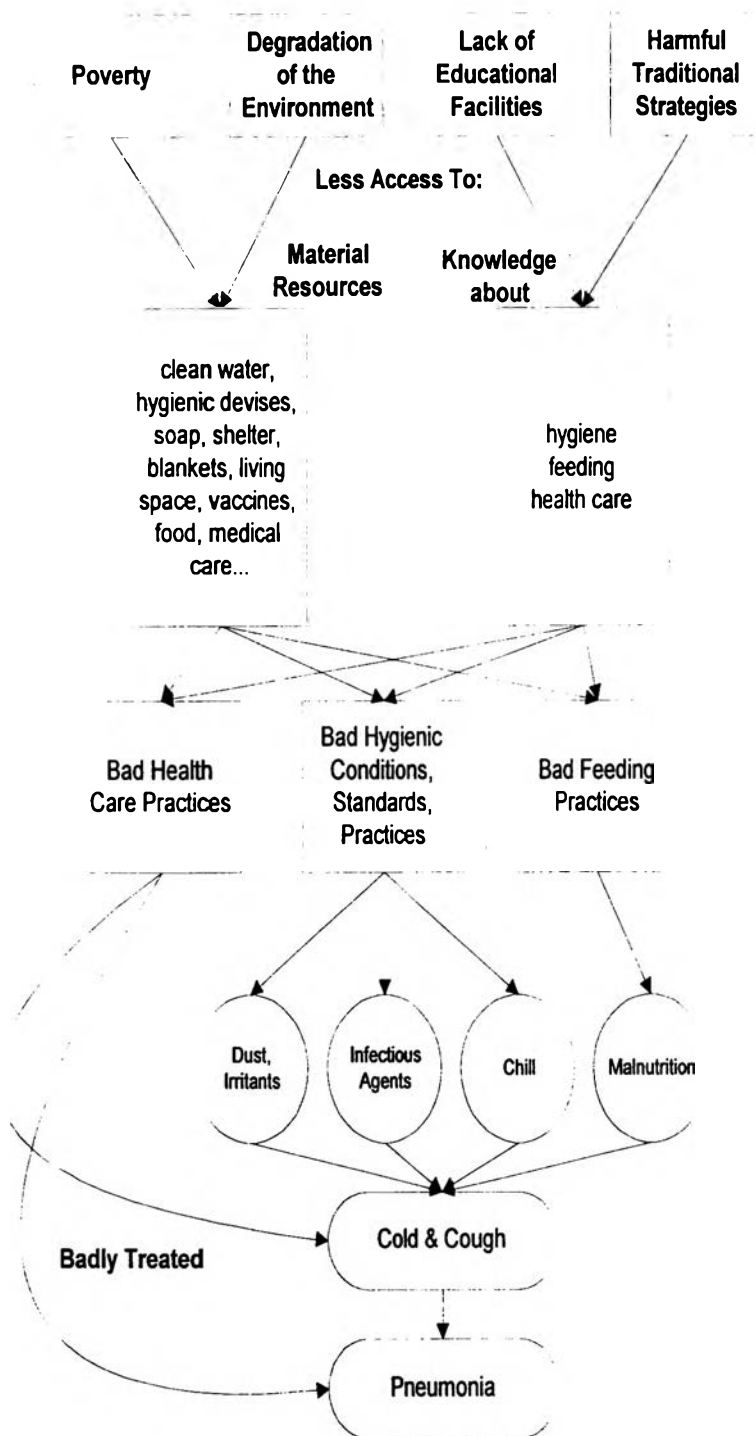 Poverty
Degradation
of the
Environment
Lack of
Educational
Facilities
Harmful
Traditional
Strategies
Less Access To:
Material
Resources
Knowledge
about
clean water,
hygienic devises,
soap, shelter,
blankets, living
space, vaccines,
food, medical
care...
hygiene
feeding
health care
Bad Health
Care Practices
Bad Hygienic
Conditions,
Standards,
Practices
Bad Feeding
Practices
Dust,
Irritants
Infectious
Agents
Chill
Malnutrition
Cold & Cough
Badly Treated
Pneumonia